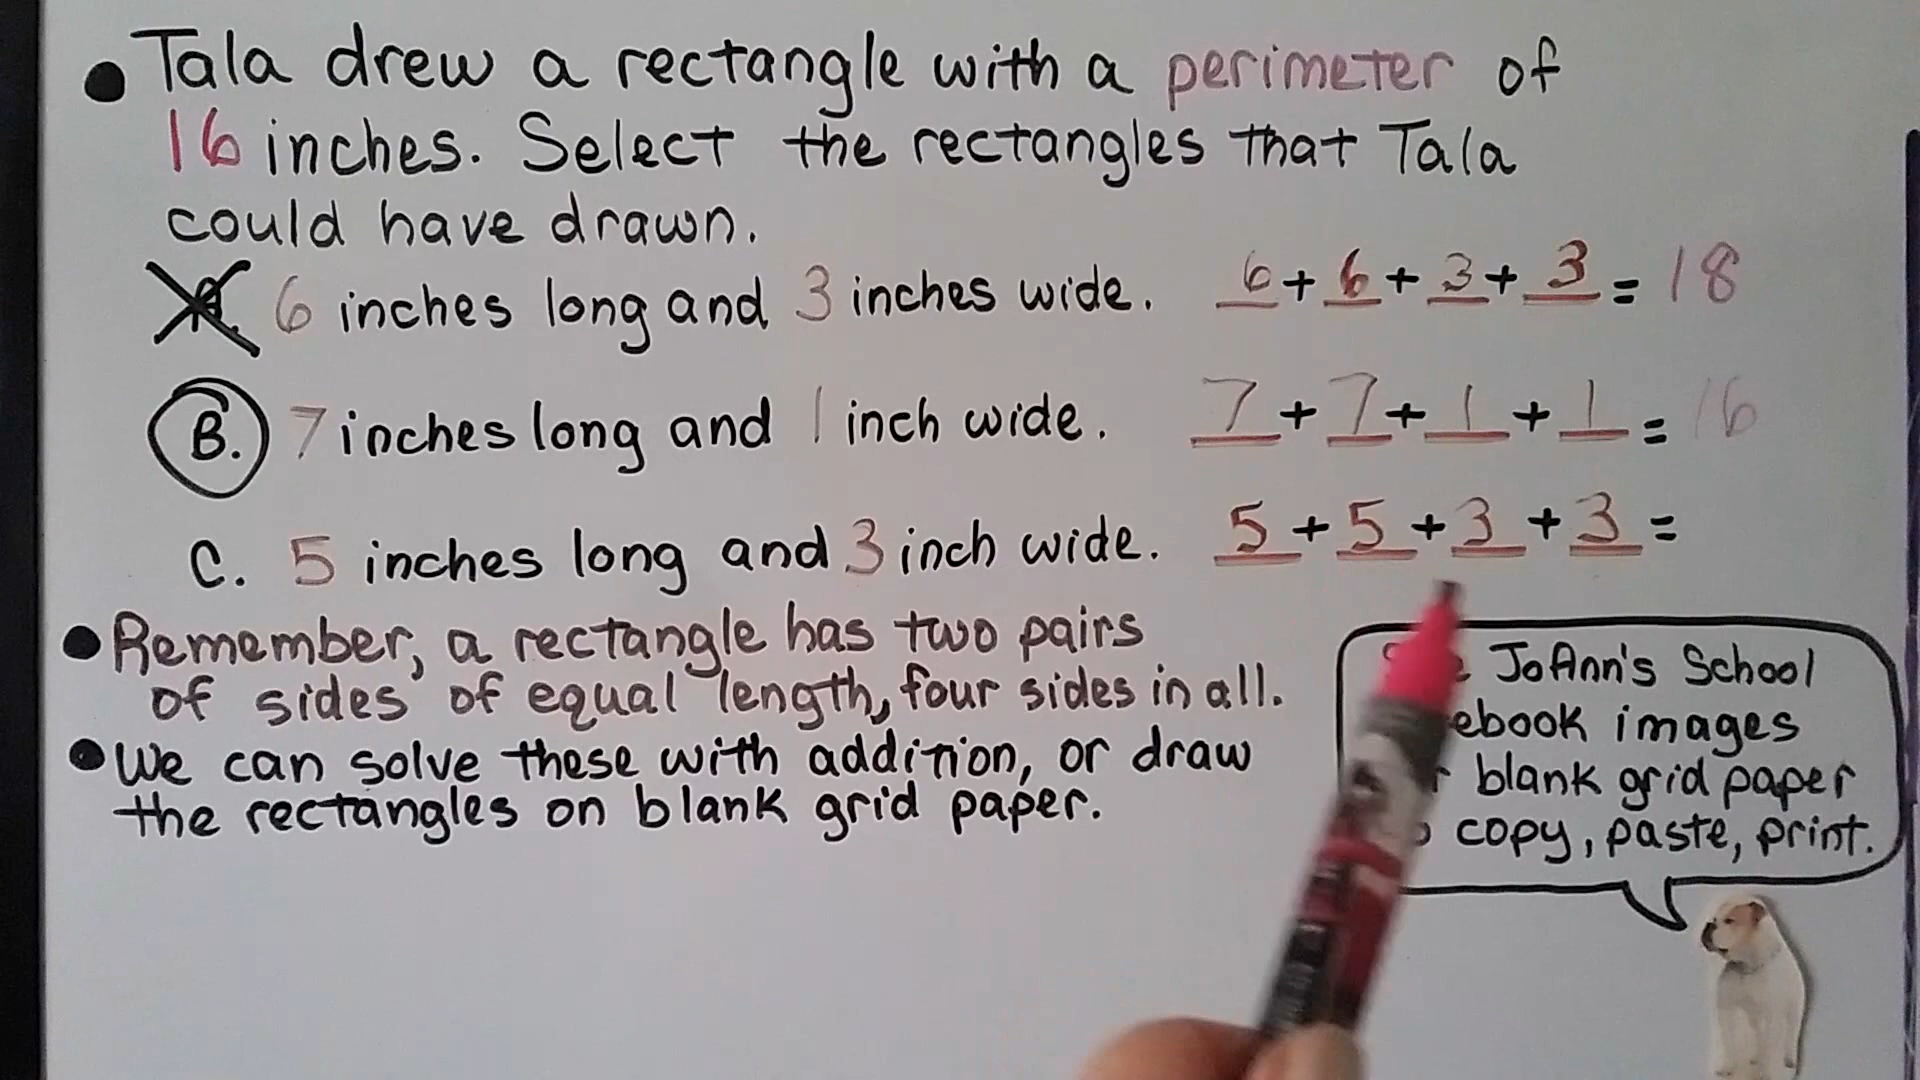 Tala drew a rectangle with a perimeter of
16 inches. Select the rectangles that Tala
could have drawn.
A. 6 inches long and 3 inches wide. 6 + 6 + 3 + 3 = 18
B. 7 inches long and 1 inch wide. 7 + 7 + 1 + 1 = 16
C. 5 inches long and 3 inch wide. 5 + 5 + 3 + 3 =
Remember, a rectangle has two pairs
of sides of equal length, four sides in all.
We can solve these with addition, or draw
the rectangles on blank grid paper.
JoAnn's School
ebook images
blank grid paper
copy, paste, print.